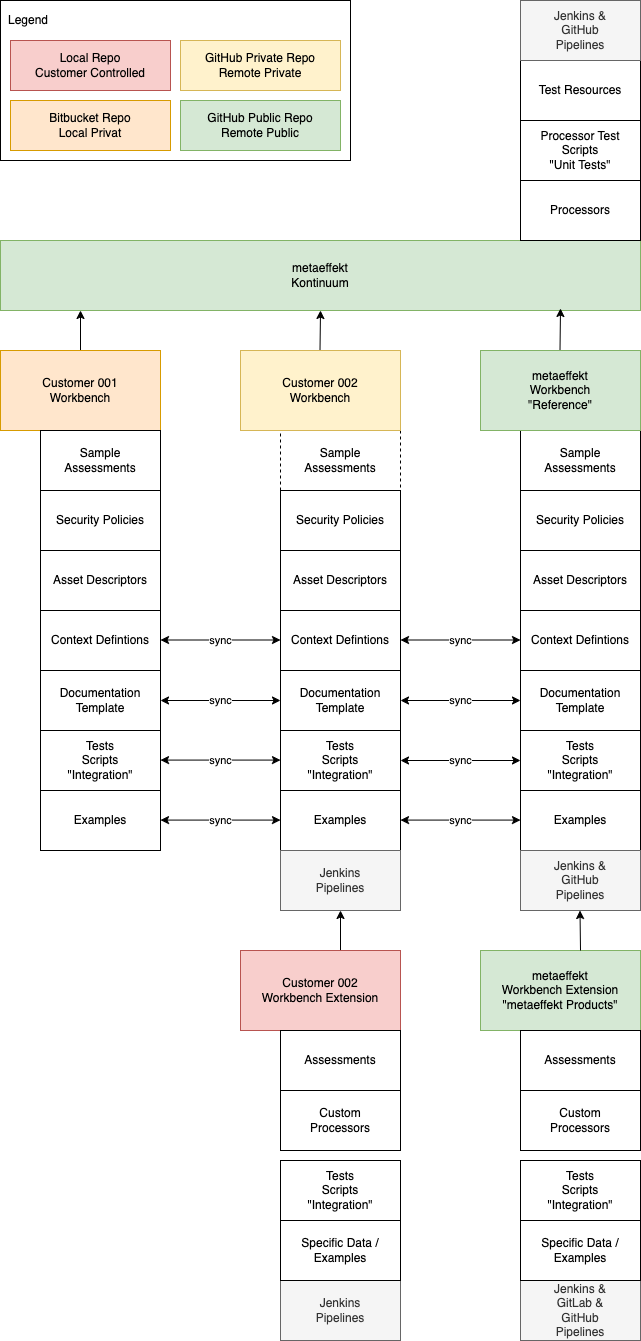 Legend
Local Repo
Customer Controlled
GitHub Private Repo
Remote Private
Bitbucket Repo
Local Privat
GitHub Public Repo
Remote Public
Jenkins &
GitHub
Pipelines
Test Resources
Processor Test
Scripts
"Unit Tests"
Processors
metaeffekt
Kontinuum
Customer 001
Workbench
Customer 002
Workbench
metaeffekt
Workbench
"Reference"
Sample
Assessments
Sample
Assessments
Sample
Assessments
Security Policies
Security Policies
Security Policies
Asset Descriptors
Asset Descriptors
Asset Descriptors
Context Defintions
sync
Context Defintions
sync
Context Defintions
Documentation
Template
sync
Documentation
Template
sync
Documentation
Template
Tests
Scripts
"Integration"
sync
Tests
Scripts
"Integration"
sync
Tests
Scripts
"Integration"
Examples
sync
Examples
sync
Examples
Jenkins
Pipelines
Jenkins &
GitHub
Pipelines
Customer 002
Workbench Extension
metaeffekt
Workbench Extension
"metaeffekt Products"
Assessments
Assessments
Custom
Processors
Custom
Processors
Tests
Scripts
"Integration"
Tests
Scripts
"Integration"
Specific Data /
Examples
Specific Data /
Examples
Jenkins
Pipelines
Jenkins &
GitLab &
GitHub
Pipelines